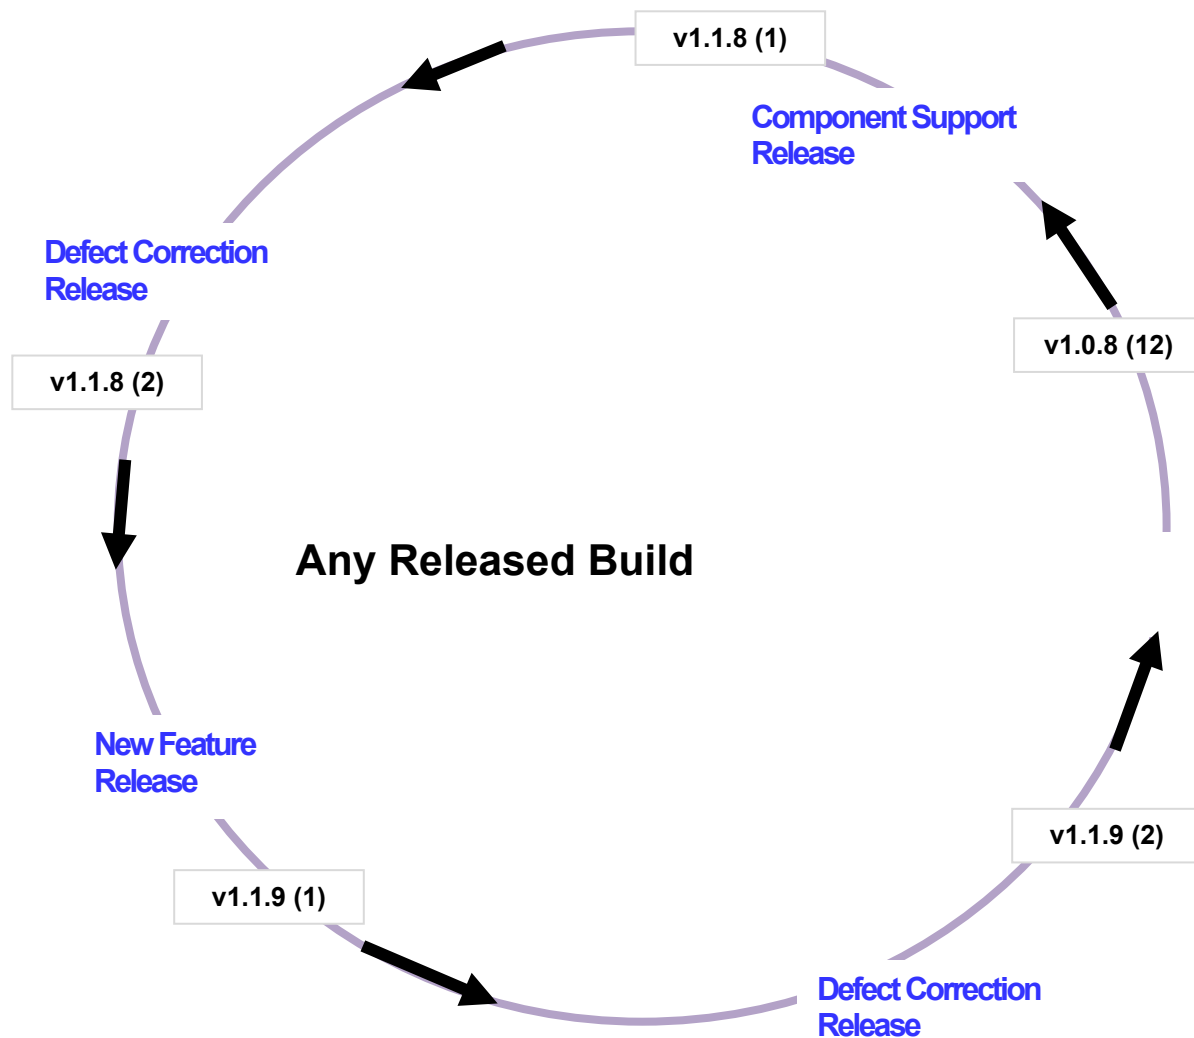 v1.1.8 (1)
Component Support
Release
Defect Correction
Release
v1.0.8 (12)
v1.1.8 (2)
Any Released Build
New Feature
Release
v1.1.9 (2)
v1.1.9 (1)
Defect Correction
Release